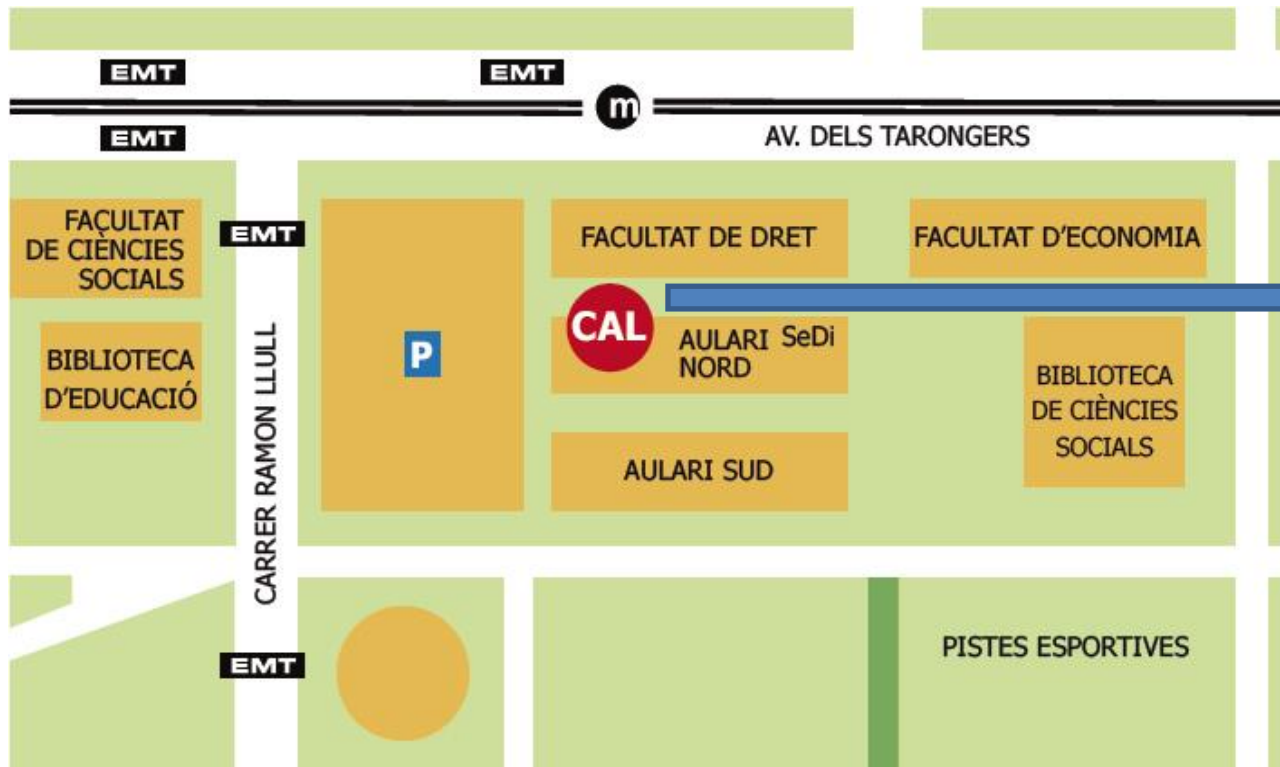 EMT
EMT
m
EMT
AV. DELS TARONGERS
FACULTAT
DE CIÈNCIES
SOCIALS
EMT
FACULTAT DE DRET
FACULTAT D'ECONOMIA
CAL
BIBLIOTECA
D'EDUCACIÓ
CARRER RAMON LLULL
P
AULARI SeDi
NORD
BIBLIOTECA
DE CIÈNCIES
SOCIALS
AULARI SUD
EMT
PISTES ESPORTIVES